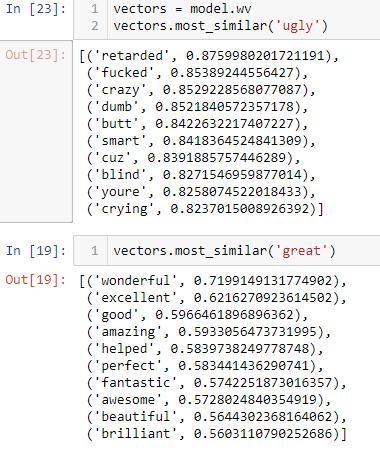 In [23]: 1 vectors = model.wv
2 vectors.most_similar('ugly')
Out[23]: [('retarded', 0.8759980201721191),
('fucked', 0.85389244556427),
('crazy', 0.8529228568077087),
('dumb', 0.8521840572357178),
('butt', 0.8422632217407227),
('smart', 0.8418364524841309),
('cuz', 0.8391885757446289),
('blind', 0.8271546959877014),
('youre', 0.8258074522018433),
('crying', 0.8237015008926392)]
In [19]: 1 vectors.most_similar('great')
Out[19]: [('wonderful', 0.7199149131774902),
('excellent', 0.6216270923614502),
('good', 0.5966461896896362),
('amazing', 0.5933056473731995),
('helped', 0.5839738249778748),
('perfect', 0.583441436290741),
('fantastic', 0.5742251873016357),
('awesome', 0.5728024840354919),
('beautiful', 0.5644302368164062),
('brilliant', 0.5603110790252686)]